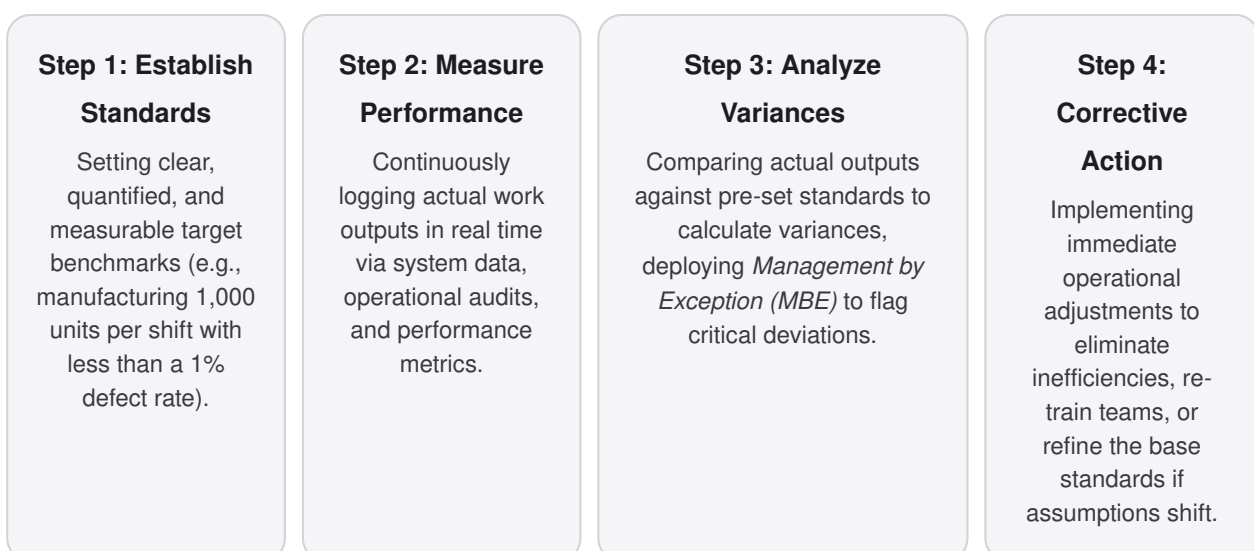 Step 1: Establish
Standards
Setting clear,
quantified, and
measurable target
benchmarks (e.g.,
manufacturing 1,000
units per shift with
less than a 1%
defect rate).
Step 2: Measure
Performance
Continuously
logging actual work
outputs in real time
via system data,
operational audits,
and performance
metrics.
Step 3: Analyze
Variances
Comparing actual outputs
against pre-set standards to
calculate variances,
deploying Management by
Exception (MBE) to flag
critical deviations.
Step 4:
Corrective
Action
Implementing
immediate
operational
adjustments to
eliminate
inefficiencies, re-
train teams, or
refine the base
standards if
assumptions shift.